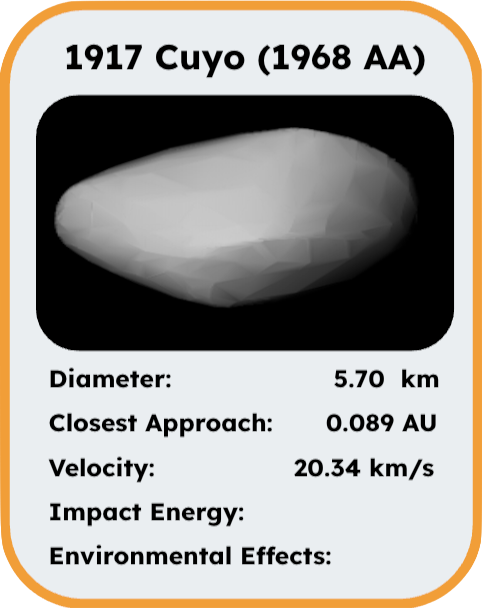 1917 Cuyo (1968 AA)
Diameter: 5.70 km
Closest Approach: 0.089 AU
Velocity: 20.34 km/s
Impact Energy:
Environmental Effects: